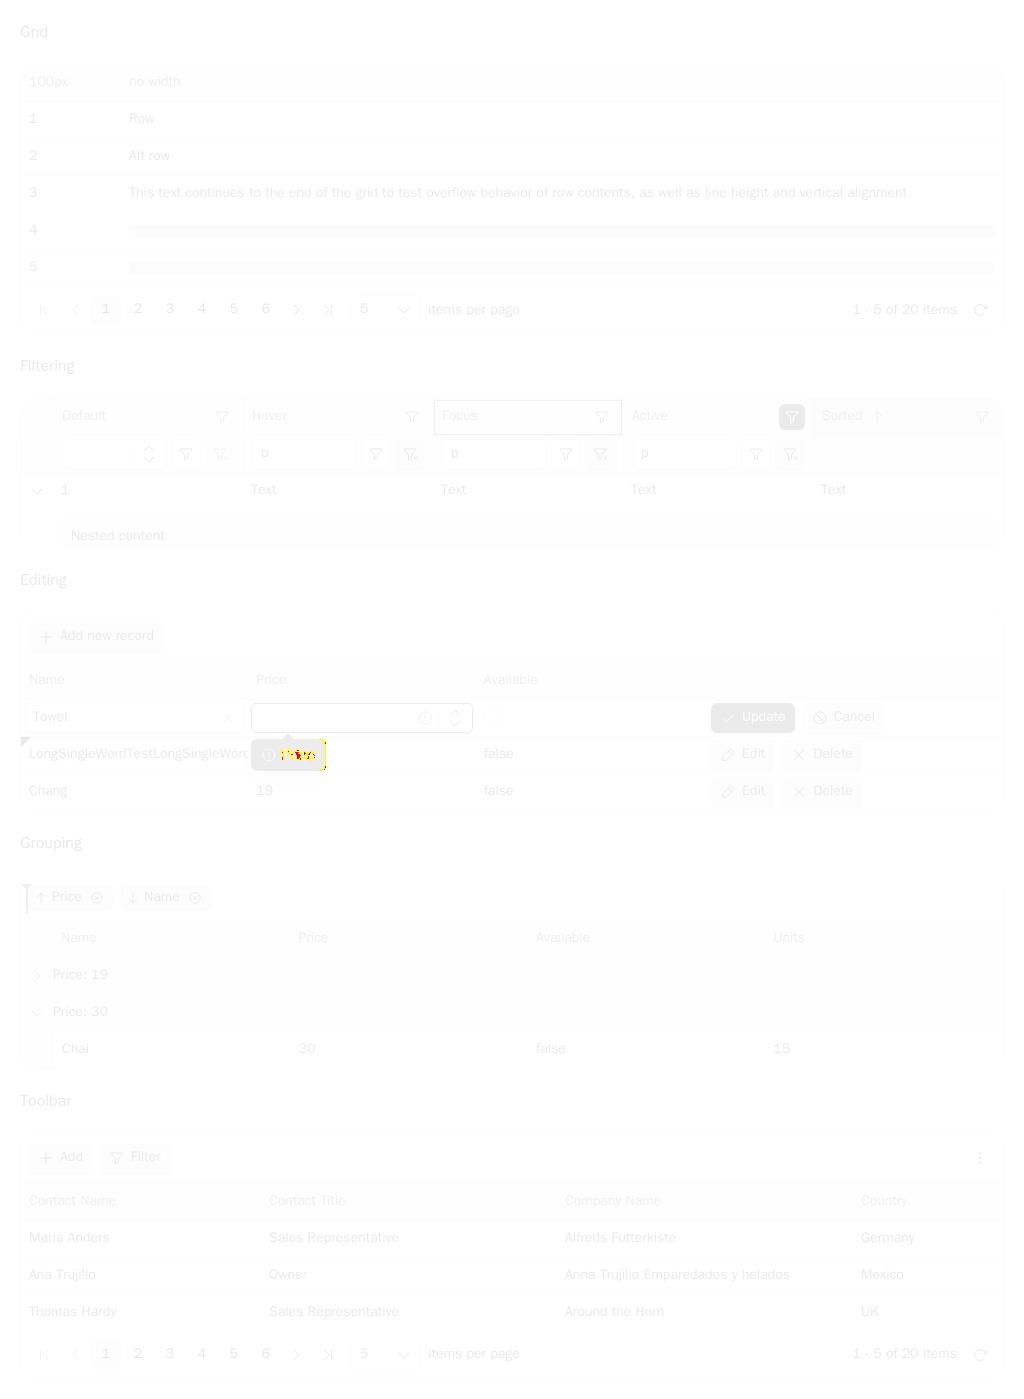 Grid
100px no width
1 Row
2 Alt row
3 This text continues to the end of the grid to test overflow behavior of row contents, as well as line height and vertical alignment.
4
5
1 2 3 4 5 6 5 items per page 1 - 5 of 20 items
Filtering
Default Hover Focus Active Sorted
p p p
1 Text Text Text Text
Nested content
Editing
Add new record
Name Price Available
Towel Update Cancel
LongSingleWordTestLongSingleWord false Edit Delete
Chang 19 false Edit Delete
Grouping
Price Name
Name Price Available Units
Price: 19
Price: 30
Chai 30 false 15
Toolbar
Add Filter
Contact Name Contact Title Company Name Country
Maria Anders Sales Representative Alfreds Futterkiste Germany
Ana Trujillo Owner Anna Trujillo Emparedados y helados Mexico
Thomas Hardy Sales Representative Around the Horn UK
1 2 3 4 5 6 5 items per page 1 - 5 of 20 items